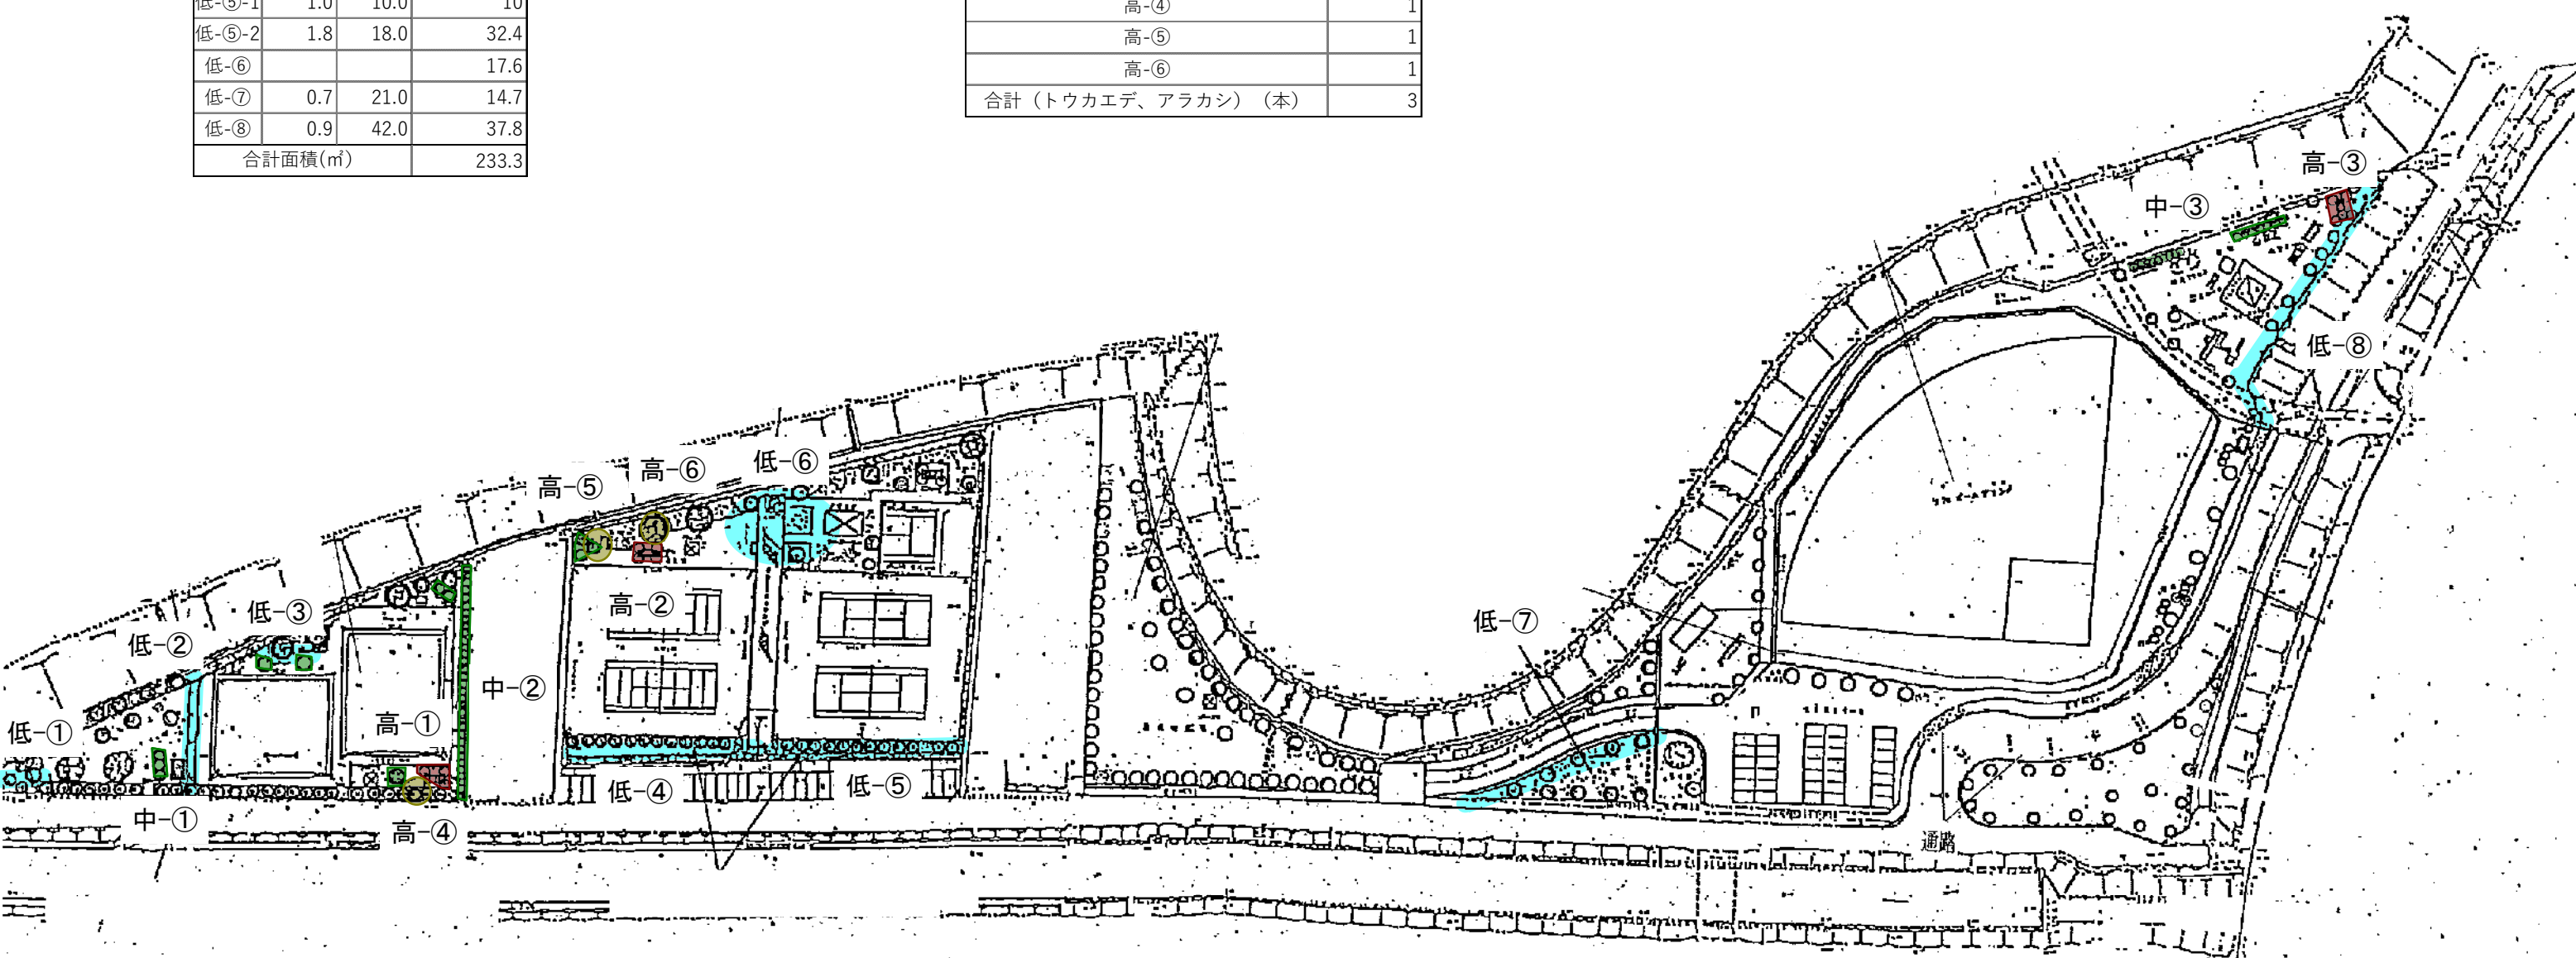 低-⑤-1 1.0 10.0 10
低-⑤-2 1.8 18.0 32.4
低-⑥ 17.6
低-⑦ 0.7 21.0 14.7
低-⑧ 0.9 42.0 37.8
合計面積(㎡) 233.3
高-④ 1
高-⑤ 1
高-⑥ 1
合計（トウカエデ、アラカシ）（本） 3
高-③
中-③
低-⑧
高-⑤
高-⑥
低-⑥
低-③
低-②
高-②
低-⑦
中-②
低-①
高-①
低-④
低-⑤
中-①
高-④
通路